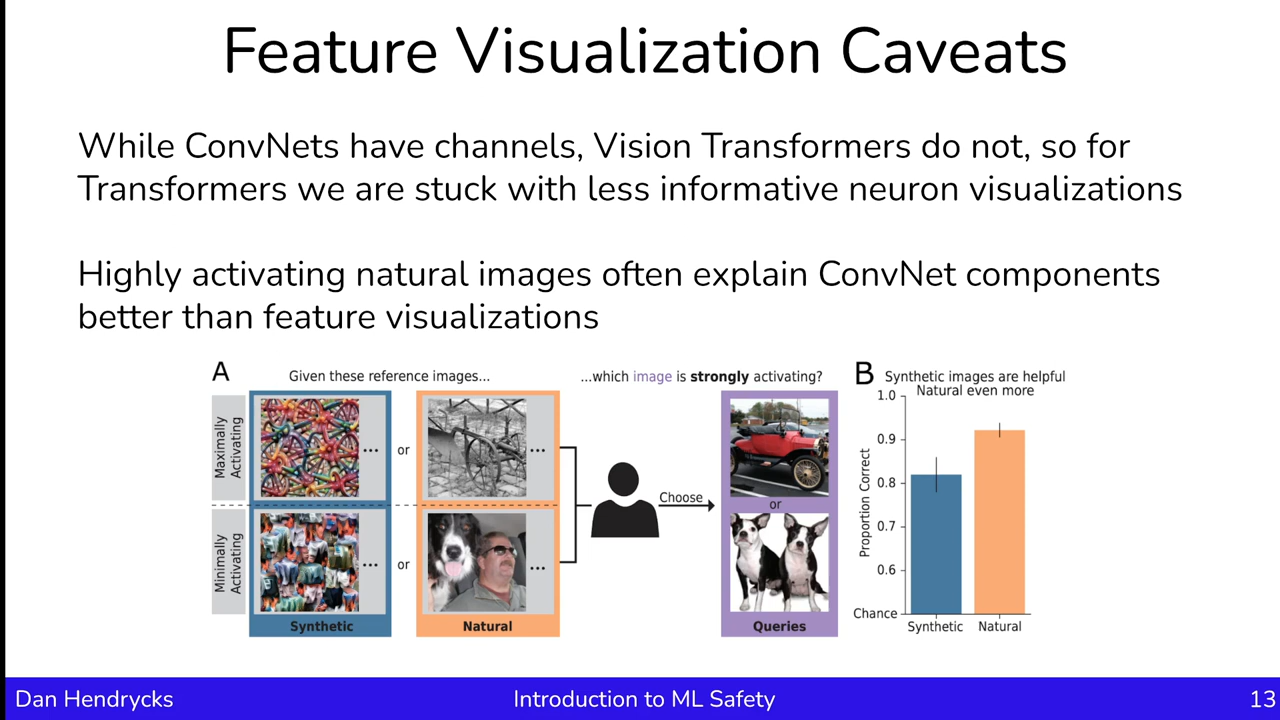 Feature Visualization Caveats
While ConvNets have channels, Vision Transformers do not, so for
Transformers we are stuck with less informative neuron visualizations
Highly activating natural images often explain ConvNet components
better than feature visualizations
A
Given these reference images...
...which image is strongly activating?
Maximally
Activating
...
or
...
Minimally
Activating
...
or
...
Synthetic
Natural
Choose
or
Queries
B
Synthetic images are helpful
Natural even more
Proportion Correct
1.0
0.9
0.8
0.7
0.6
Chance
Synthetic
Natural
Dan Hendrycks
Introduction to ML Safety
13